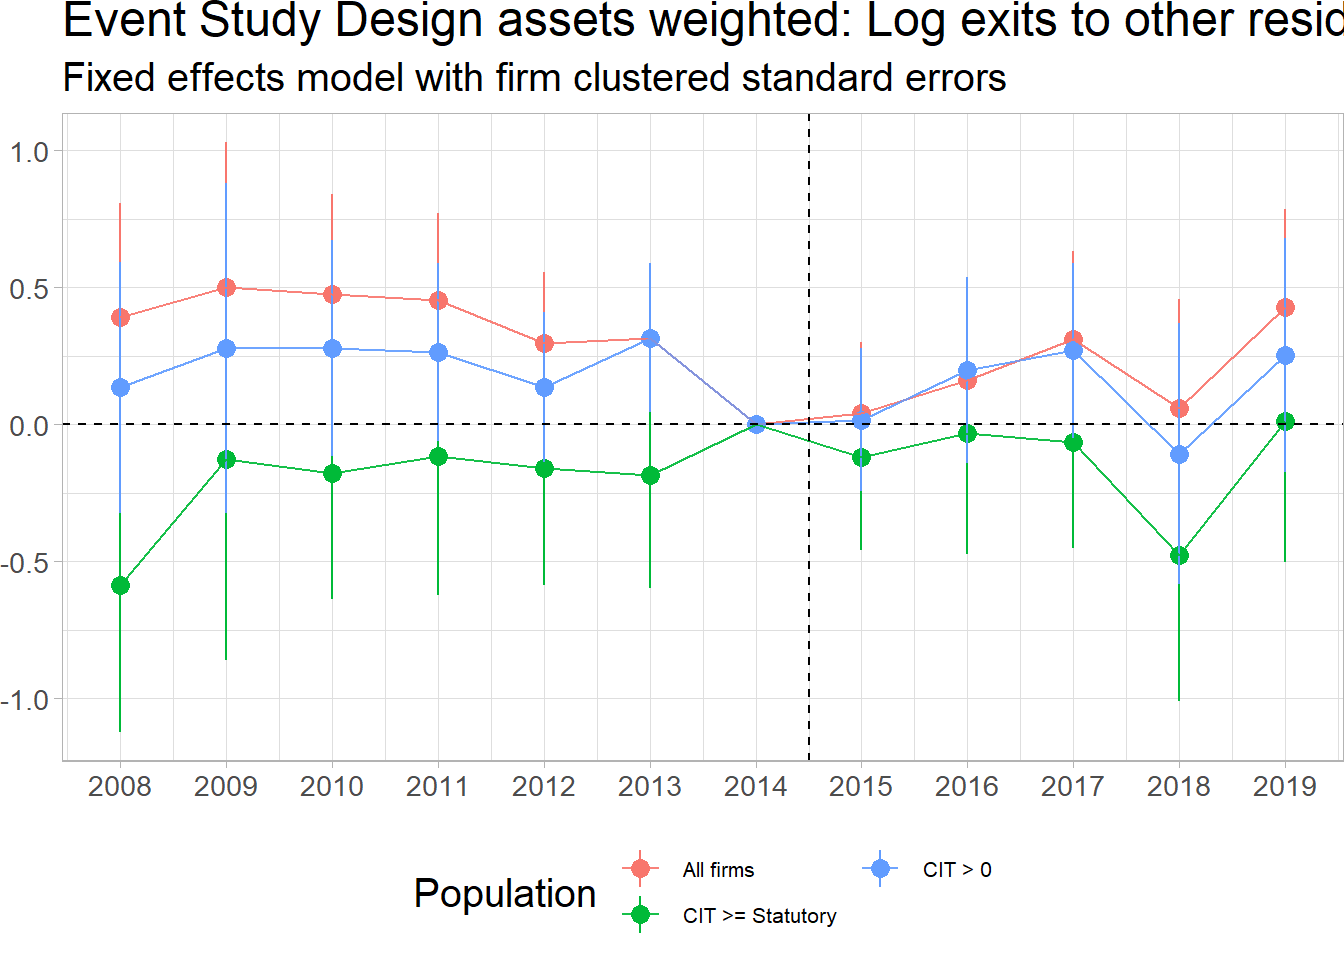 Event Study Design assets weighted: Log exits to other resid
Fixed effects model with firm clustered standard errors
1.0
0.5
0.0
-0.5
-1.0
2008 2009 2010 2011 2012 2013 2014 2015 2016 2017 2018 2019
Population
All firms
CIT > 0
CIT >= Statutory